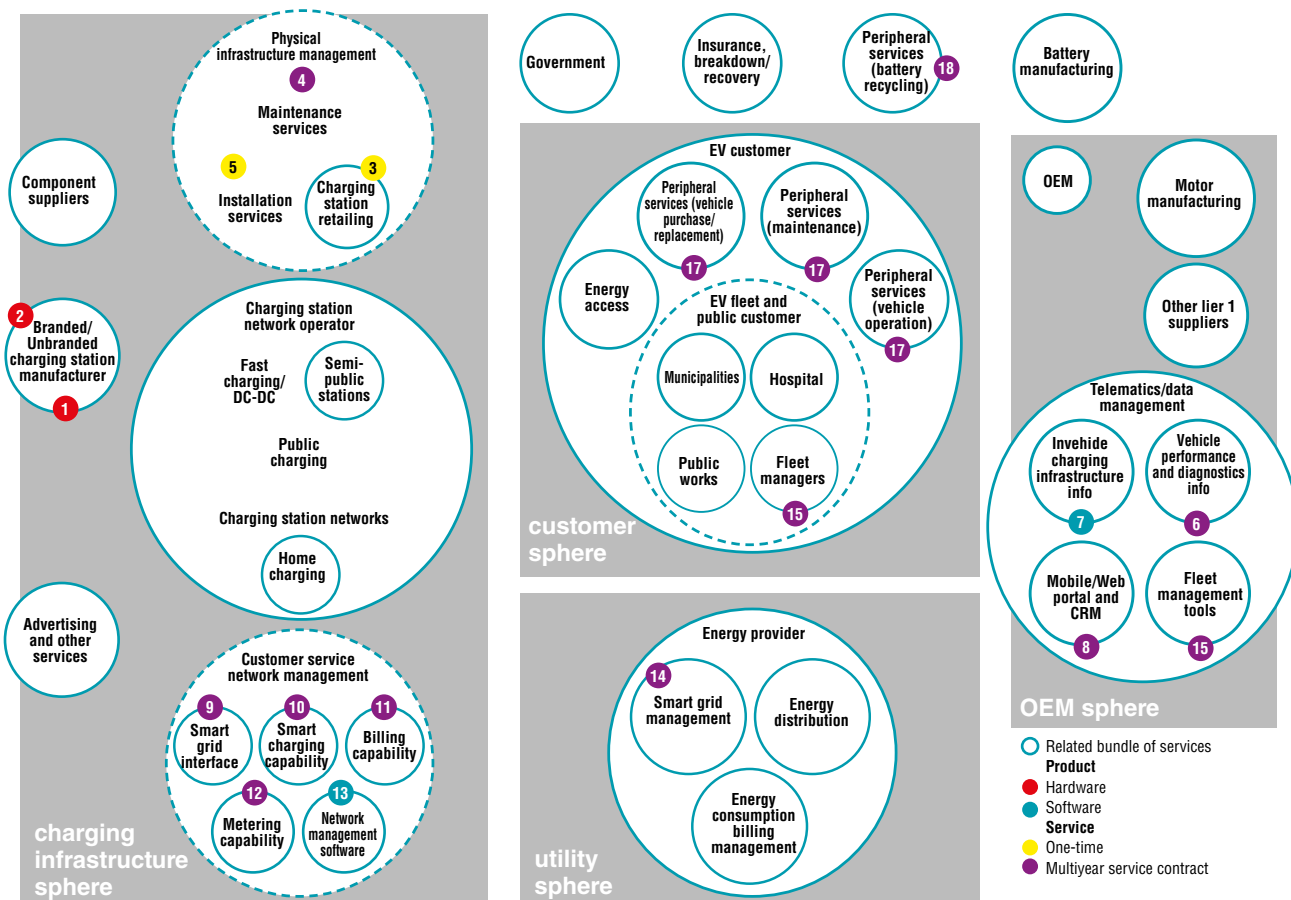 Physical
infrastructure management
4
Maintenance
services
5
Installation
services
3
Charging
station
retailing
Component
suppliers
2
Branded/
Unbranded
charging station
manufacturer
1
Charging station
network operator
Fast
charging/
DC-DC
Semi-
public
stations
Public
charging
Charging station networks
Home
charging
Advertising
and other
services
Customer service
network management
9
Smart
grid
interface
10
Smart
charging
capability
11
Billing
capability
12
Metering
capability
13
Network
management
software
charging
infrastructure
sphere
Government
Insurance,
breakdown/
recovery
Peripheral
services
(battery
recycling)
18
Battery
manufacturing
EV customer
Peripheral
services (vehicle
purchase/
replacement)
17
Peripheral
services
(maintenance)
17
Energy
access
Peripheral
services
(vehicle
operation)
17
EV fleet and
public customer
Municipalities
Hospital
Public
works
Fleet
managers
15
customer
sphere
Energy provider
14
Smart grid
management
Energy
distribution
Energy
consumption
billing
management
utility
sphere
OEM
Motor
manufacturing
Other lier 1
suppliers
Telematics/data
management
Invehide
charging
infrastructure
info
7
Vehicle
performance
and diagnostics
info
6
Mobile/Web
portal and
CRM
8
Fleet
management
tools
15
OEM sphere
Related bundle of services
Product
Hardware
Software
Service
One-time
Multiyear service contract